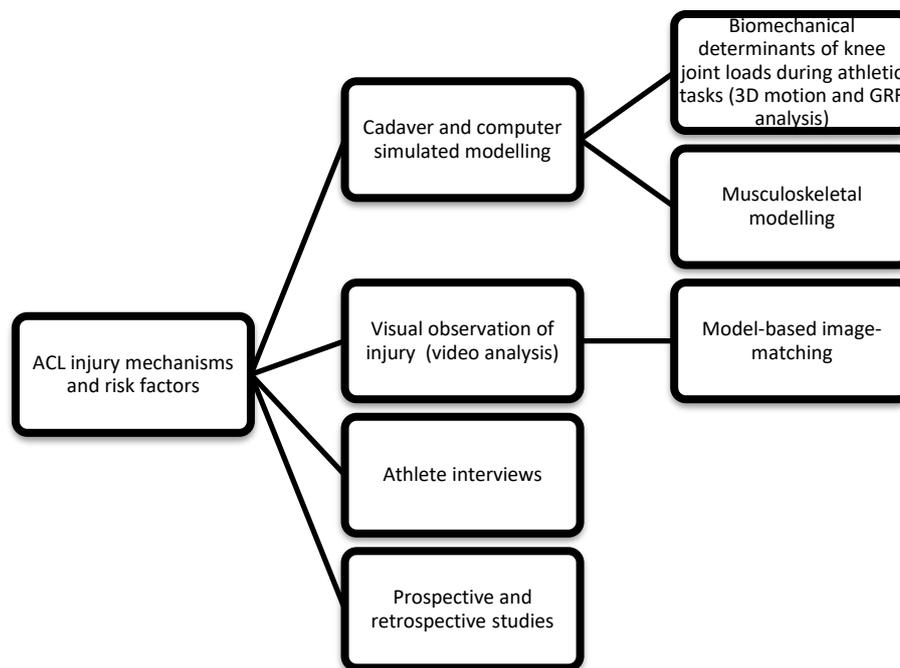 ACL injury mechanisms
and risk factors
Cadaver and computer
simulated modelling
Biomechanical
determinants of knee
joint loads during athletic
tasks (3D motion and GRF
analysis)
Musculoskeletal
modelling
Visual observation of
injury (video analysis)
Model-based image-
matching
Athlete interviews
Prospective and
retrospective studies